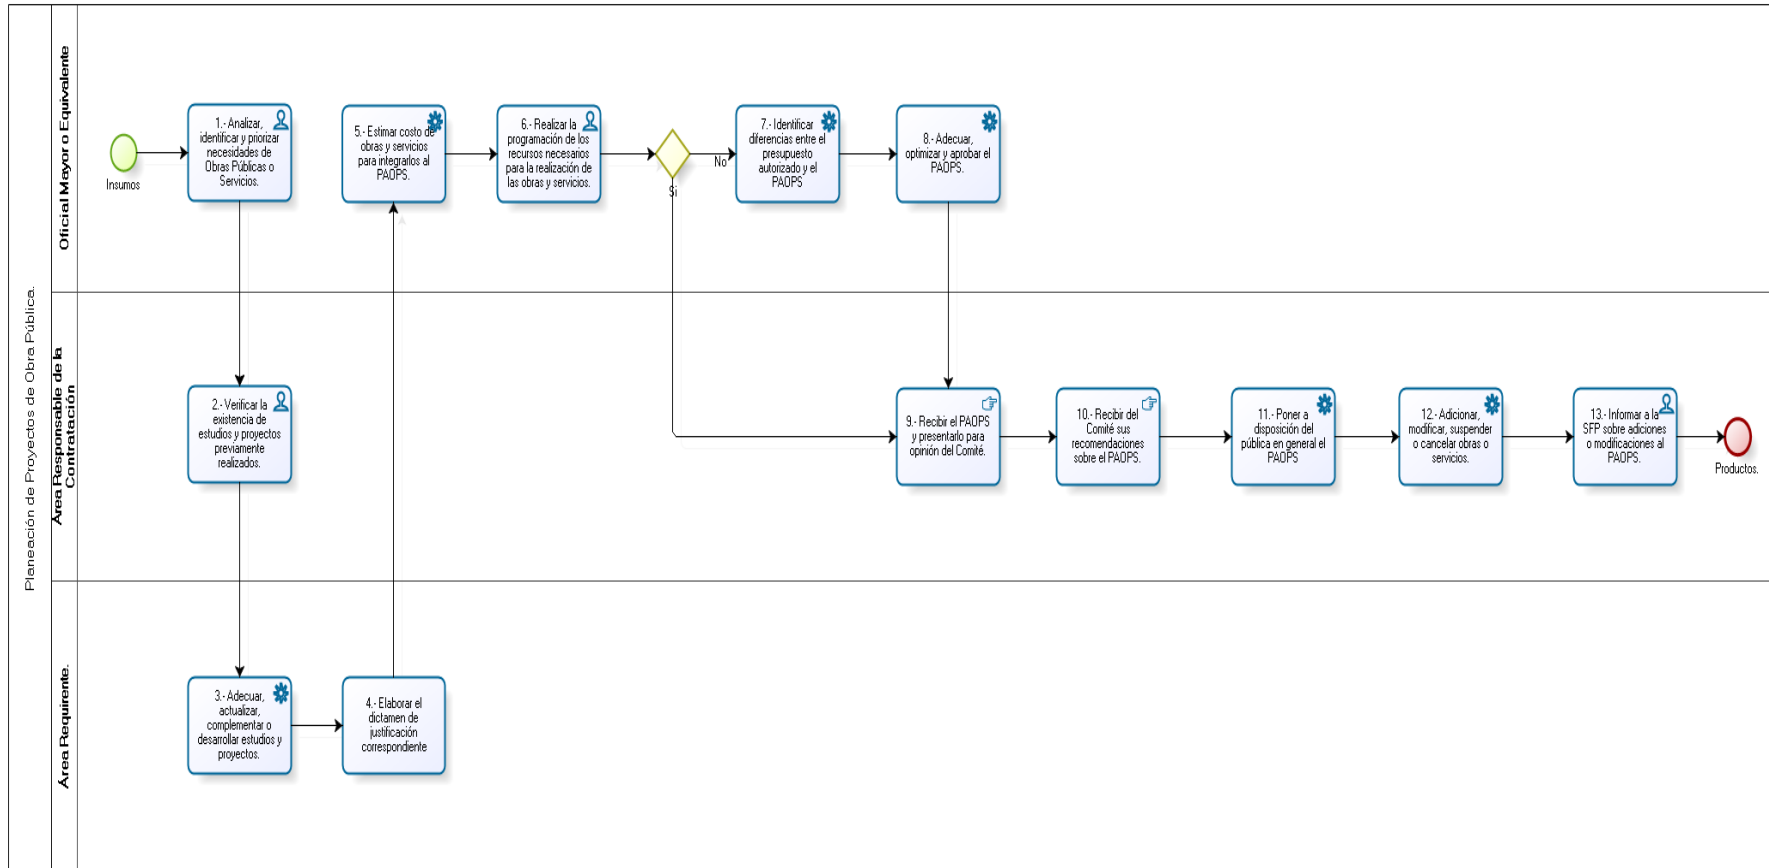 Planeación de Proyectos de Obra Pública.
Oficial Mayor o Equivalente
Insumos
1.- Analizar,
identificar y priorizar
necesidades de
Obras Públicas o
Servicios.
5.- Estimar costo de
obras y servicios
para integrarlos al
PAOPS.
6.- Realizar la
programación de los
recursos necesarios
para la realización de
las obras y servicios.
No
Si
7.- Identificar
diferencias entre el
presupuesto
autorizado y el
PAOPS
8.- Adecuar,
optimizar y aprobar el
PAOPS.
Área Responsable de la
Contratación
2.- Verificar la
existencia de
estudios y proyectos
previamente
realizados.
9.- Recibir el PAOPS
y presentarlo para
opinión del Comité.
10.- Recibir del
Comité sus
recomendaciones
sobre el PAOPS.
11.- Poner a
disposición del
pública en general el
PAOPS
12.- Adicionar,
modificar, suspender
o cancelar obras o
servicios.
13.- Informar a la
SFP sobre adiciones
o modificaciones al
PAOPS.
Productos.
Área Requirente.
3.- Adecuar,
actualizar,
complementar o
desarrollar estudios y
proyectos.
4.- Elaborar el
dictamen de
justificación
correspondiente